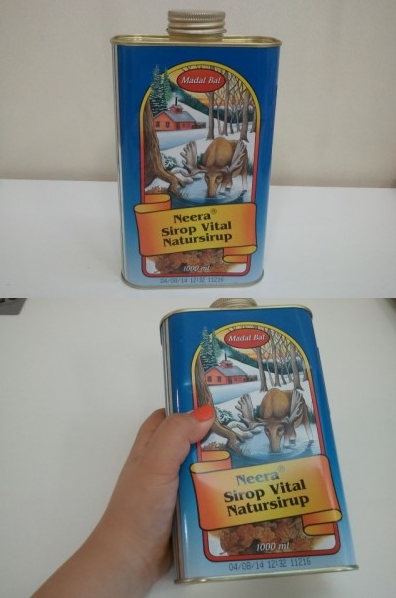 Madal Bal
Neera®
Sirop Vital
Natursirup
1000 ml
04/08/14 12:32 11216
Madal Bal
Neera®
Sirop Vital
Natursirup
1000 ml
04/08/14 12:32 11216